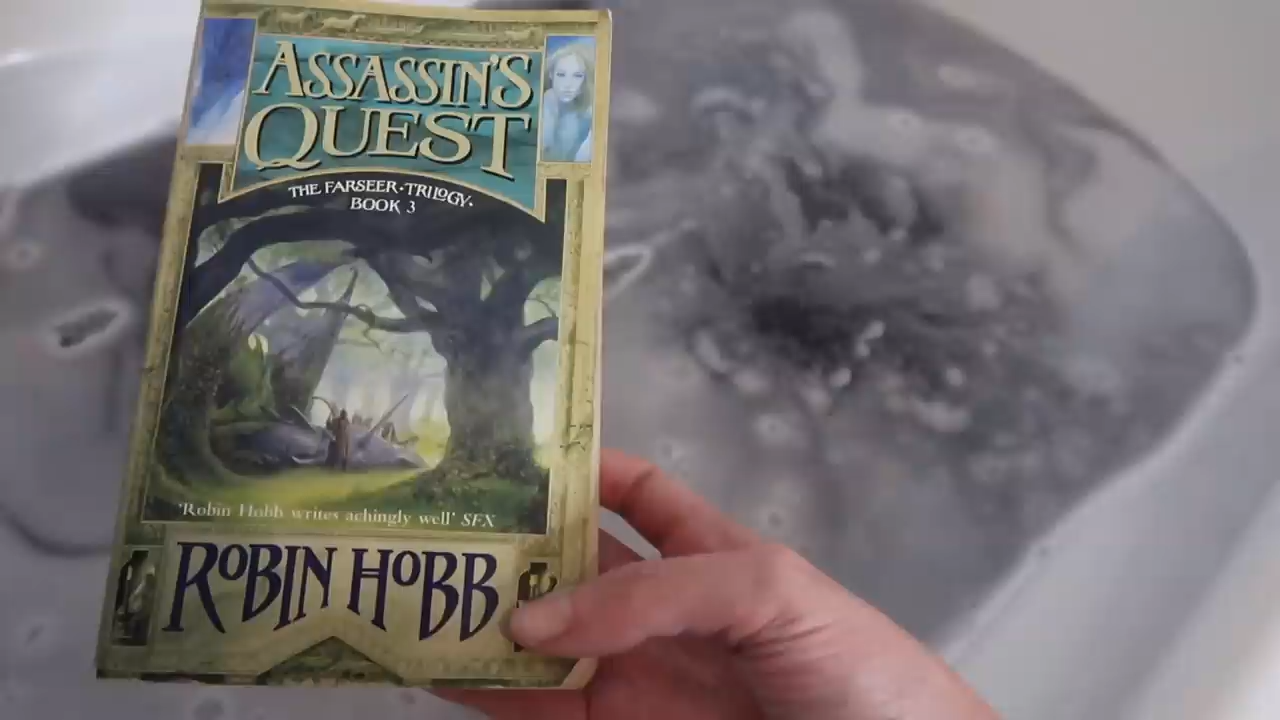 ASSASSIN'S
QUEST
THE FARSEER·TRILOGY·
BOOK 3
'Robin Hobb writes achingly well' SFX
ROBIN HOBB